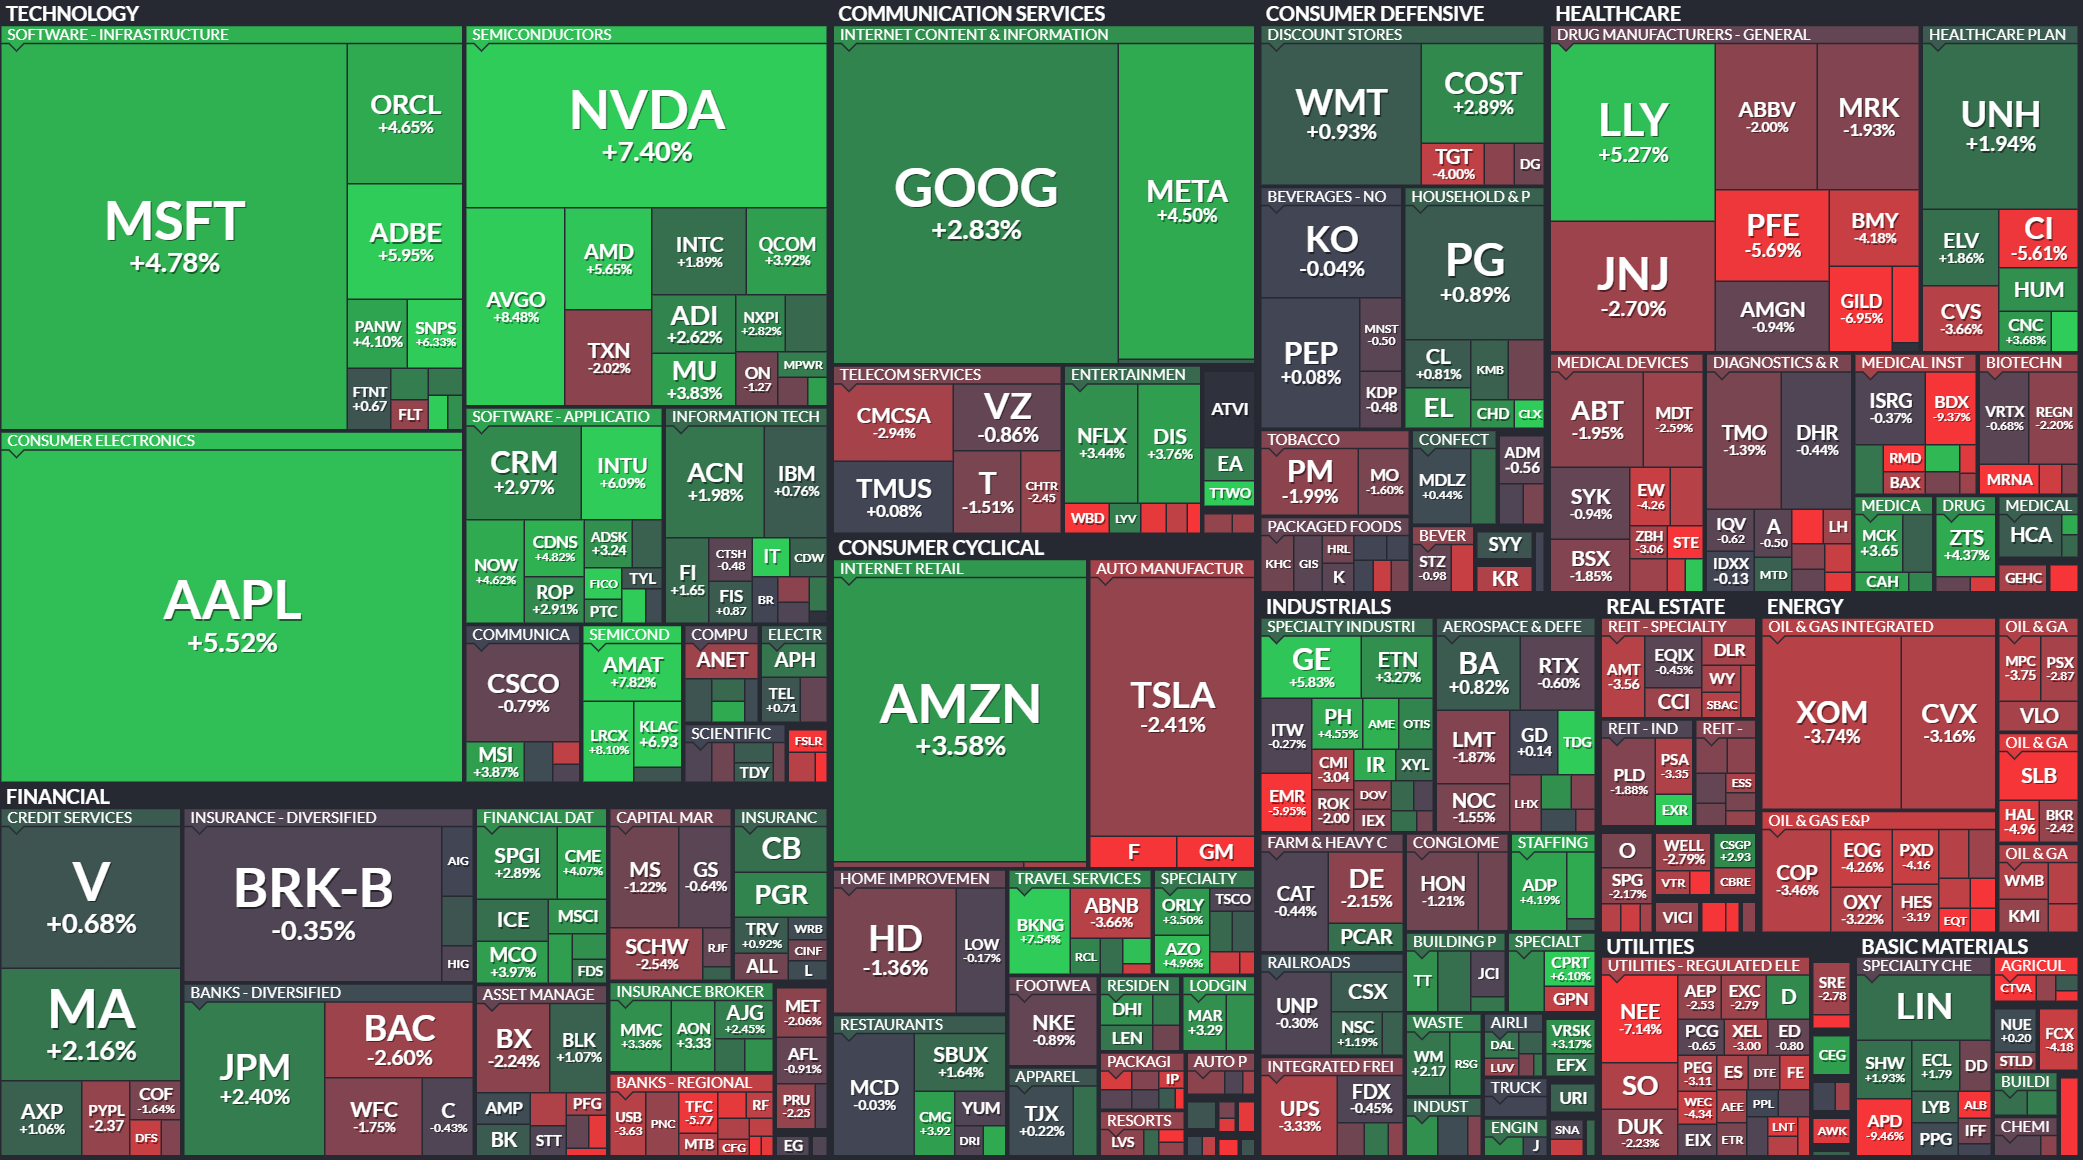 TECHNOLOGY
SOFTWARE - INFRASTRUCTURE
MSFT
+4.78%
ORCL
+4.65%
ADBE
+5.95%
PANW
+4.10%
SNPS
+6.33%
FTNT
+0.67
FLT
SEMICONDUCTORS
NVDA
+7.40%
AVGO
+8.48%
AMD
+5.65%
INTC
+1.89%
QCOM
+3.92%
TXN
-2.02%
ADI
+2.62%
NXPI
+2.82%
MU
+3.83%
ON
-1.27
MPWR
CONSUMER ELECTRONICS
AAPL
+5.52%
SOFTWARE - APPLICATIO
CRM
+2.97%
INTU
+6.09%
NOW
+4.62%
CDNS
+4.82%
ADSK
+3.24
ROP
+2.91%
FICO
TYL
PTC
INFORMATION TECH
ACN
+1.98%
IBM
+0.76%
FI
+1.65
CTSH
-0.48
IT
CDW
FIS
+0.87
BR
COMMUNICA
CSCO
-0.79%
MSI
+3.87%
SEMICOND
AMAT
+7.82%
LRCX
+8.10%
KLAC
+6.93
COMPU
ANET
ELECTR
APH
TEL
+0.71
SCIENTIFIC
TDY
FSLR
FINANCIAL
CREDIT SERVICES
V
+0.68%
MA
+2.16%
AXP
+1.06%
PYPL
-2.37
COF
-1.64%
DFS
INSURANCE - DIVERSIFIED
BRK-B
-0.35%
AIG
HIG
BANKS - DIVERSIFIED
JPM
+2.40%
BAC
-2.60%
WFC
-1.75%
C
-0.43%
FINANCIAL DAT
SPGI
+2.89%
CME
+4.07%
ICE
MSCI
MCO
+3.97%
FDS
ASSET MANAGE
BX
-2.24%
BLK
+1.07%
AMP
BK
STT
PFG
CAPITAL MAR
MS
-1.22%
GS
-0.64%
SCHW
-2.54%
RJF
INSURANC
CB
PGR
TRV
+0.92%
WRB
CINF
ALL
L
INSURANCE BROKER
MMC
+3.36%
AON
+3.33
AJG
+2.45%
BANKS - REGIONAL
USB
-3.63
PNC
TFC
-5.77
RF
MTB
CFG
MET
-2.06%
AFL
-0.91%
PRU
-2.25
EG
COMMUNICATION SERVICES
INTERNET CONTENT & INFORMATION
GOOG
+2.83%
META
+4.50%
TELECOM SERVICES
CMCSA
-2.94%
VZ
-0.86%
TMUS
+0.08%
T
-1.51%
CHTR
-2.45
ENTERTAINMEN
NFLX
+3.44%
DIS
+3.76%
WBD
LYV
ATVI
EA
TTWO
CONSUMER CYCLICAL
INTERNET RETAIL
AMZN
+3.58%
AUTO MANUFACTUR
TSLA
-2.41%
F
GM
HOME IMPROVEMEN
HD
-1.36%
LOW
-0.17%
TRAVEL SERVICES
BKNG
+7.54%
ABNB
-3.66%
RCL
SPECIALTY
ORLY
+3.50%
TSCO
AZO
+4.96%
RESTAURANTS
MCD
-0.03%
SBUX
+1.64%
CMG
+3.92
YUM
DRI
FOOTWEA
NKE
-0.89%
APPAREL
TJX
+0.22%
RESIDEN
DHI
LEN
LODGIN
MAR
+3.29
PACKAGI
IP
AUTO P
RESORTS
LVS
CONSUMER DEFENSIVE
DISCOUNT STORES
WMT
+0.93%
COST
+2.89%
TGT
-4.00%
DG
BEVERAGES - NO
KO
-0.04%
PEP
+0.08%
MNST
-0.50
KDP
-0.48
HOUSEHOLD & P
PG
+0.89%
CL
+0.81%
KMB
EL
CHD
CLX
TOBACCO
PM
-1.99%
MO
-1.60%
CONFECT
MDLZ
+0.44%
ADM
-0.56
PACKAGED FOODS
KHC
GIS
HRL
K
BEVER
STZ
-0.98
SYY
KR
HEALTHCARE
DRUG MANUFACTURERS - GENERAL
LLY
+5.27%
ABBV
-2.00%
MRK
-1.93%
JNJ
-2.70%
PFE
-5.69%
BMY
-4.18%
AMGN
-0.94%
GILD
-6.95%
HEALTHCARE PLAN
UNH
+1.94%
ELV
+1.86%
CI
-5.61%
CVS
-3.66%
HUM
CNC
+3.68%
MEDICAL DEVICES
ABT
-1.95%
MDT
-2.59%
SYK
-0.94%
EW
-4.26
BSX
-1.85%
ZBH
-3.06
STE
DIAGNOSTICS & R
TMO
-1.39%
DHR
-0.44%
IQV
-0.62
A
-0.50
LH
IDXX
-0.13
MTD
MEDICAL INST
ISRG
-0.37%
BDX
-9.37%
RMD
BAX
BIOTECHN
VRTX
-0.68%
REGN
-2.20%
MRNA
MEDICA
MCK
+3.65
CAH
DRUG
ZTS
+4.37%
MEDICAL
HCA
GEHC
INDUSTRIALS
SPECIALTY INDUSTRI
GE
+5.83%
ETN
+3.27%
ITW
-0.27%
PH
+4.55%
AME
OTIS
EMR
-5.95%
CMI
-3.04
IR
XYL
ROK
-2.00
DOV
IEX
AEROSPACE & DEFE
BA
+0.82%
RTX
-0.60%
LMT
-1.87%
GD
+0.14
TDG
NOC
-1.55%
LHX
FARM & HEAVY C
CAT
-0.44%
DE
-2.15%
PCAR
CONGLOME
HON
-1.21%
STAFFING
ADP
+4.19%
RAILROADS
UNP
-0.30%
CSX
NSC
+1.19%
BUILDING P
TT
JCI
SPECIALT
CPRT
+6.10%
GPN
INTEGRATED FREI
UPS
-3.33%
FDX
-0.45%
WASTE
WM
+2.17
RSG
AIRLI
DAL
LUV
VRSK
+3.17%
EFX
TRUCK
URI
INDUST
ENGIN
J
SNA
REAL ESTATE
REIT - SPECIALTY
AMT
-3.56
EQIX
-0.45%
DLR
CCI
WY
SBAC
REIT - IND
PLD
-1.88%
PSA
-3.35
EXR
REIT -
ESS
O
SPG
-2.17%
WELL
-2.79%
VTR
CSGP
+2.93
CBRE
VICI
ENERGY
OIL & GAS INTEGRATED
XOM
-3.74%
CVX
-3.16%
OIL & GA
MPC
-3.75
PSX
-2.87
VLO
OIL & GA
SLB
HAL
-4.96
BKR
-2.42
OIL & GAS E&P
COP
-3.46%
EOG
-4.26%
PXD
-4.16
OXY
-3.22%
HES
-3.19
EQT
OIL & GA
WMB
KMI
UTILITIES
UTILITIES - REGULATED ELE
NEE
-7.14%
SO
DUK
-2.23%
AEP
-2.53
EXC
-2.79
D
PCG
-0.65
XEL
-3.00
ED
-0.80
PEG
-3.11
ES
DTE
FE
WEC
-4.34
AEE
PPL
EIX
ETR
LNT
SRE
-2.78
CEG
AWK
BASIC MATERIALS
SPECIALTY CHE
LIN
SHW
+1.93%
ECL
+1.79
DD
APD
-9.46%
LYB
ALB
PPG
IFF
AGRICUL
CTVA
NUE
+0.20
FCX
-4.18
STLD
BUILDI
CHEMI